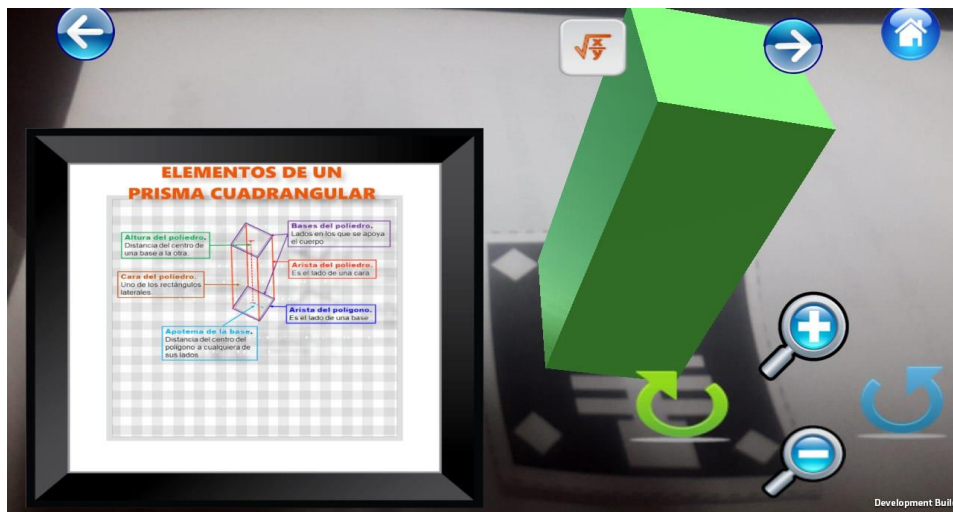 √x/y
ELEMENTOS DE UN
PRISMA CUADRANGULAR
Altura del poliedro.
Distancia del centro de
una base a la otra.
Bases del poliedro.
Lados en los que se apoya
el cuerpo
Cara del poliedro.
Uno de los rectángulos
laterales
Arista del poliedro.
Es el lado de una cara
Arista del polígono.
Es el lado de una base
Apotema de la base.
Distancia del centro del
polígono a cualquiera de
sus lados
Development Buil